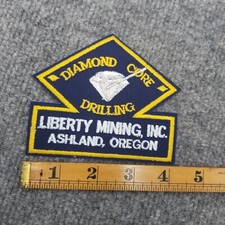 DIAMOND CORE
DRILLING
LIBERTY MINING, INC.
ASHLAND, OREGON
1 2 3 4 5